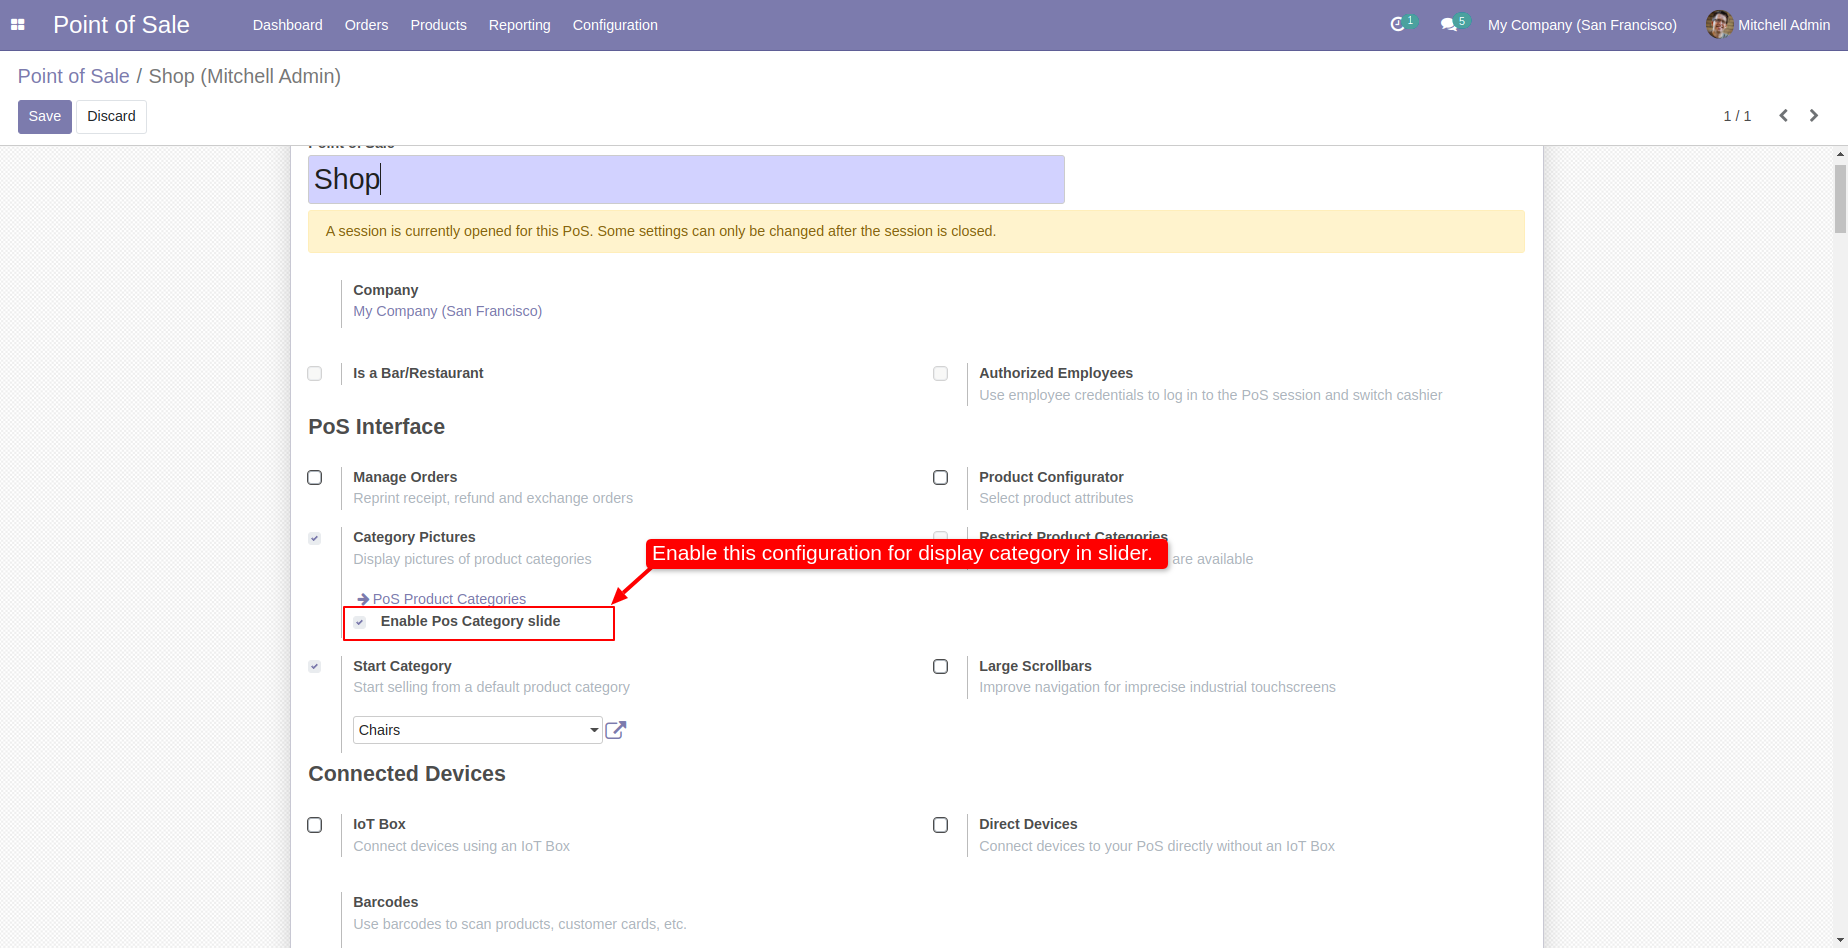 Point of Sale Dashboard Orders Products Reporting Configuration 1 5 My Company (San Francisco) Mitchell Admin
Point of Sale / Shop (Mitchell Admin)
Save Discard 1 / 1
Point of Sale
Shop
A session is currently opened for this PoS. Some settings can only be changed after the session is closed.
Company
My Company (San Francisco)
Is a Bar/Restaurant
Authorized Employees
Use employee credentials to log in to the PoS session and switch cashier
PoS Interface
Manage Orders
Reprint receipt, refund and exchange orders
Product Configurator
Select product attributes
Category Pictures
Display pictures of product categories
Restrict Product Categories
are available
Enable this configuration for display category in slider.
PoS Product Categories
Enable Pos Category slide
Start Category
Start selling from a default product category
Chairs
Large Scrollbars
Improve navigation for imprecise industrial touchscreens
Connected Devices
IoT Box
Connect devices using an IoT Box
Direct Devices
Connect devices to your PoS directly without an IoT Box
Barcodes
Use barcodes to scan products, customer cards, etc.